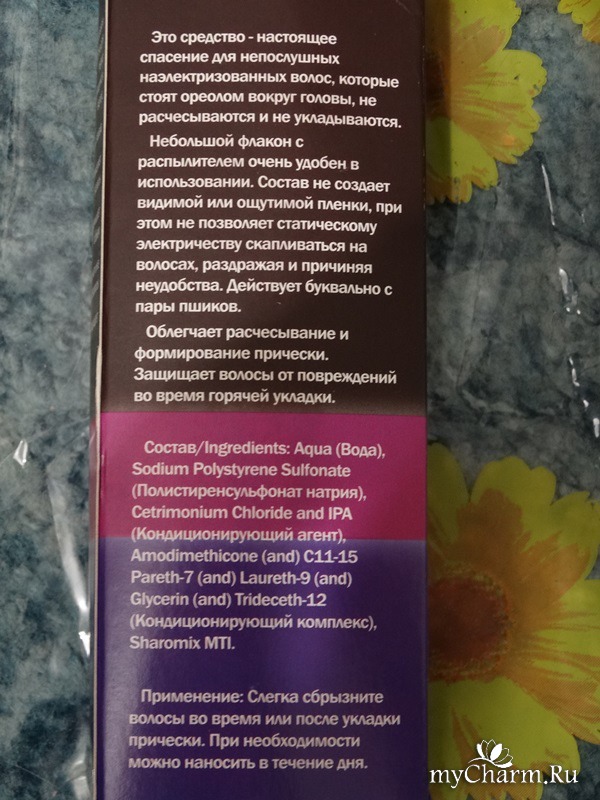 Это средство - настоящее
спасение для непослушных
наэлектризованных волос, которые
стоят ореолом вокруг головы, не
расчесываются и не укладываются.
Небольшой флакон с
распылителем очень удобен в
использовании. Состав не создает
видимой или ощутимой пленки, при
этом не позволяет статическому
электричеству скапливаться на
волосах, раздражая и причиняя
неудобства. Действует буквально с
пары пшиков.
Облегчает расчесывание и
формирование прически.
Защищает волосы от повреждений
во время горячей укладки.
Состав/Ingredients: Aqua (Вода),
Sodium Polystyrene Sulfonate
(Полистиренсульфонат натрия),
Cetrimonium Chloride and IPA
(Кондиционирующий агент),
Amodimethicone (and) C11-15
Pareth-7 (and) Laureth-9 (and)
Glycerin (and) Trideceth-12
(Кондиционирующий комплекс),
Sharomix MTI.
Применение: Слегка сбрызните
волосы во время или после укладки
прически. При необходимости
можно наносить в течение дня.
myCharm.Ru